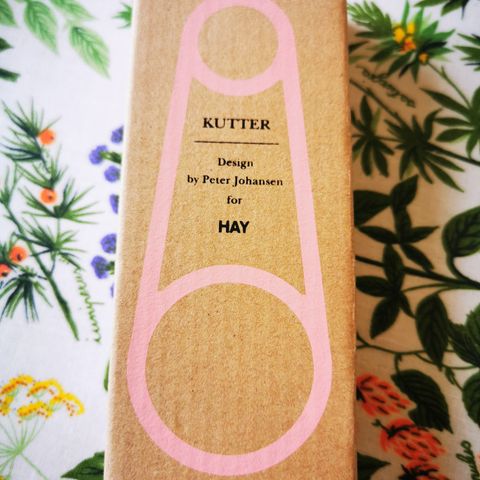 KUTTER
Design
by Peter Johansen
for
HAY